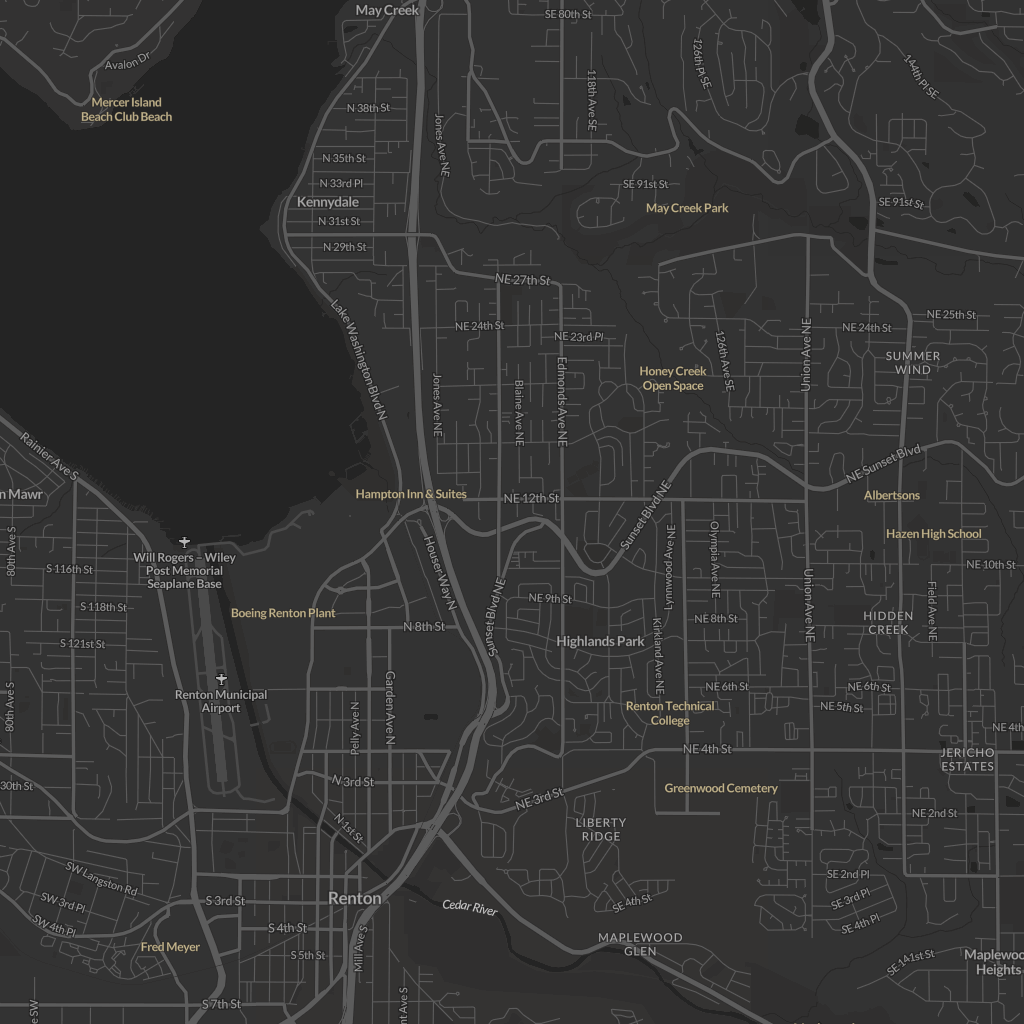 May Creek
SE 80th St
Avalon Dr
126th Pl SE
144th Pl SE
118th Ave SE
Mercer Island
Beach Club Beach
N 38th St
Jones Ave NE
N 35th St
N 33rd Pl
SE 91st St
Kennydale
May Creek Park
SE 91st St
N 31st St
N 29th St
NE 27th St
Lake Washington Blvd N
NE 24th St
NE 23rd Pl
126th Ave SE
Union Ave NE
NE 24th St
NE 25th St
SUMMER
WIND
Honey Creek
Open Space
Jones Ave NE
Blaine Ave NE
Edmonds Ave NE
Rainier Ave S
NE Sunset Blvd
n Mawr
Hampton Inn & Suites
NE 12th St
Sunset Blvd NE
Albertsons
Hazen High School
80th Ave S
Will Rogers – Wiley
Post Memorial
Seaplane Base
S 116th St
Houser Way N
Lynnwood Ave NE
Olympia Ave NE
NE 10th St
S 118th St
Boeing Renton Plant
Sunset Blvd NE
NE 9th St
Union Ave NE
Field Ave NE
NE 8th St
HIDDEN
CREEK
N 8th St
S 121st St
Highlands Park
Kirkland Ave NE
Renton Municipal
Airport
80th Ave S
Garden Ave N
Pelly Ave N
NE 6th St
NE 6th St
Renton Technical
College
NE 5th St
NE 4th
NE 4th St
JERICHO
ESTATES
30th St
N 3rd St
NE 3rd St
Greenwood Cemetery
N 1st St
LIBERTY
RIDGE
NE 2nd St
SW Langston Rd
SE 2nd Pl
SW 3rd Pl
S 3rd St
Renton
Cedar River
SE 4th St
SE 3rd Pl
SW 4th Pl
S 4th St
SE 4th Pl
Fred Meyer
S 5th St
Mill Ave S
MAPLEWOOD
GLEN
SE 141st St
Maplewoo
Heights
S 7th St
e SW
nt Ave S